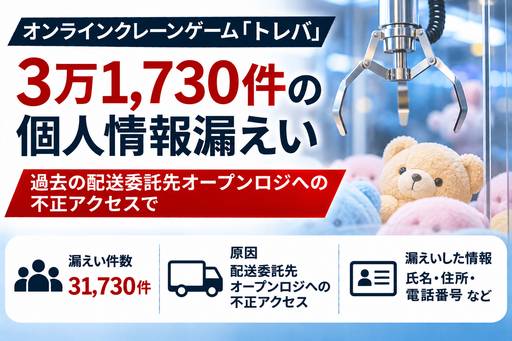 オンラインクレーンゲーム「トレバ」
3万1,730件の
個人情報漏えい
過去の配送委託先オープンロジへの
不正アクセスで
漏えい件数
31,730件
原因
配送委託先
オープンロジへの
不正アクセス
漏えいした情報
氏名・住所・
電話番号 など